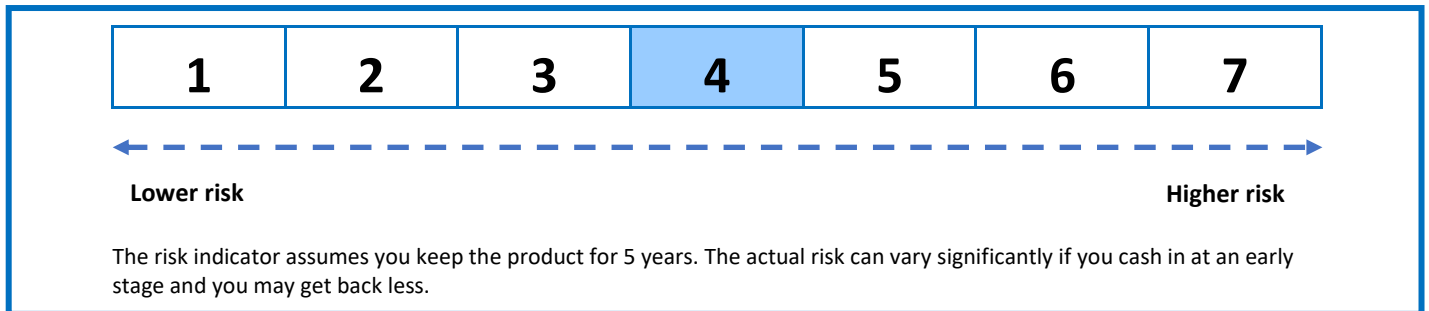 1 2 3 4 5 6 7
Lower risk Higher risk
The risk indicator assumes you keep the product for 5 years. The actual risk can vary significantly if you cash in at an early
stage and you may get back less.